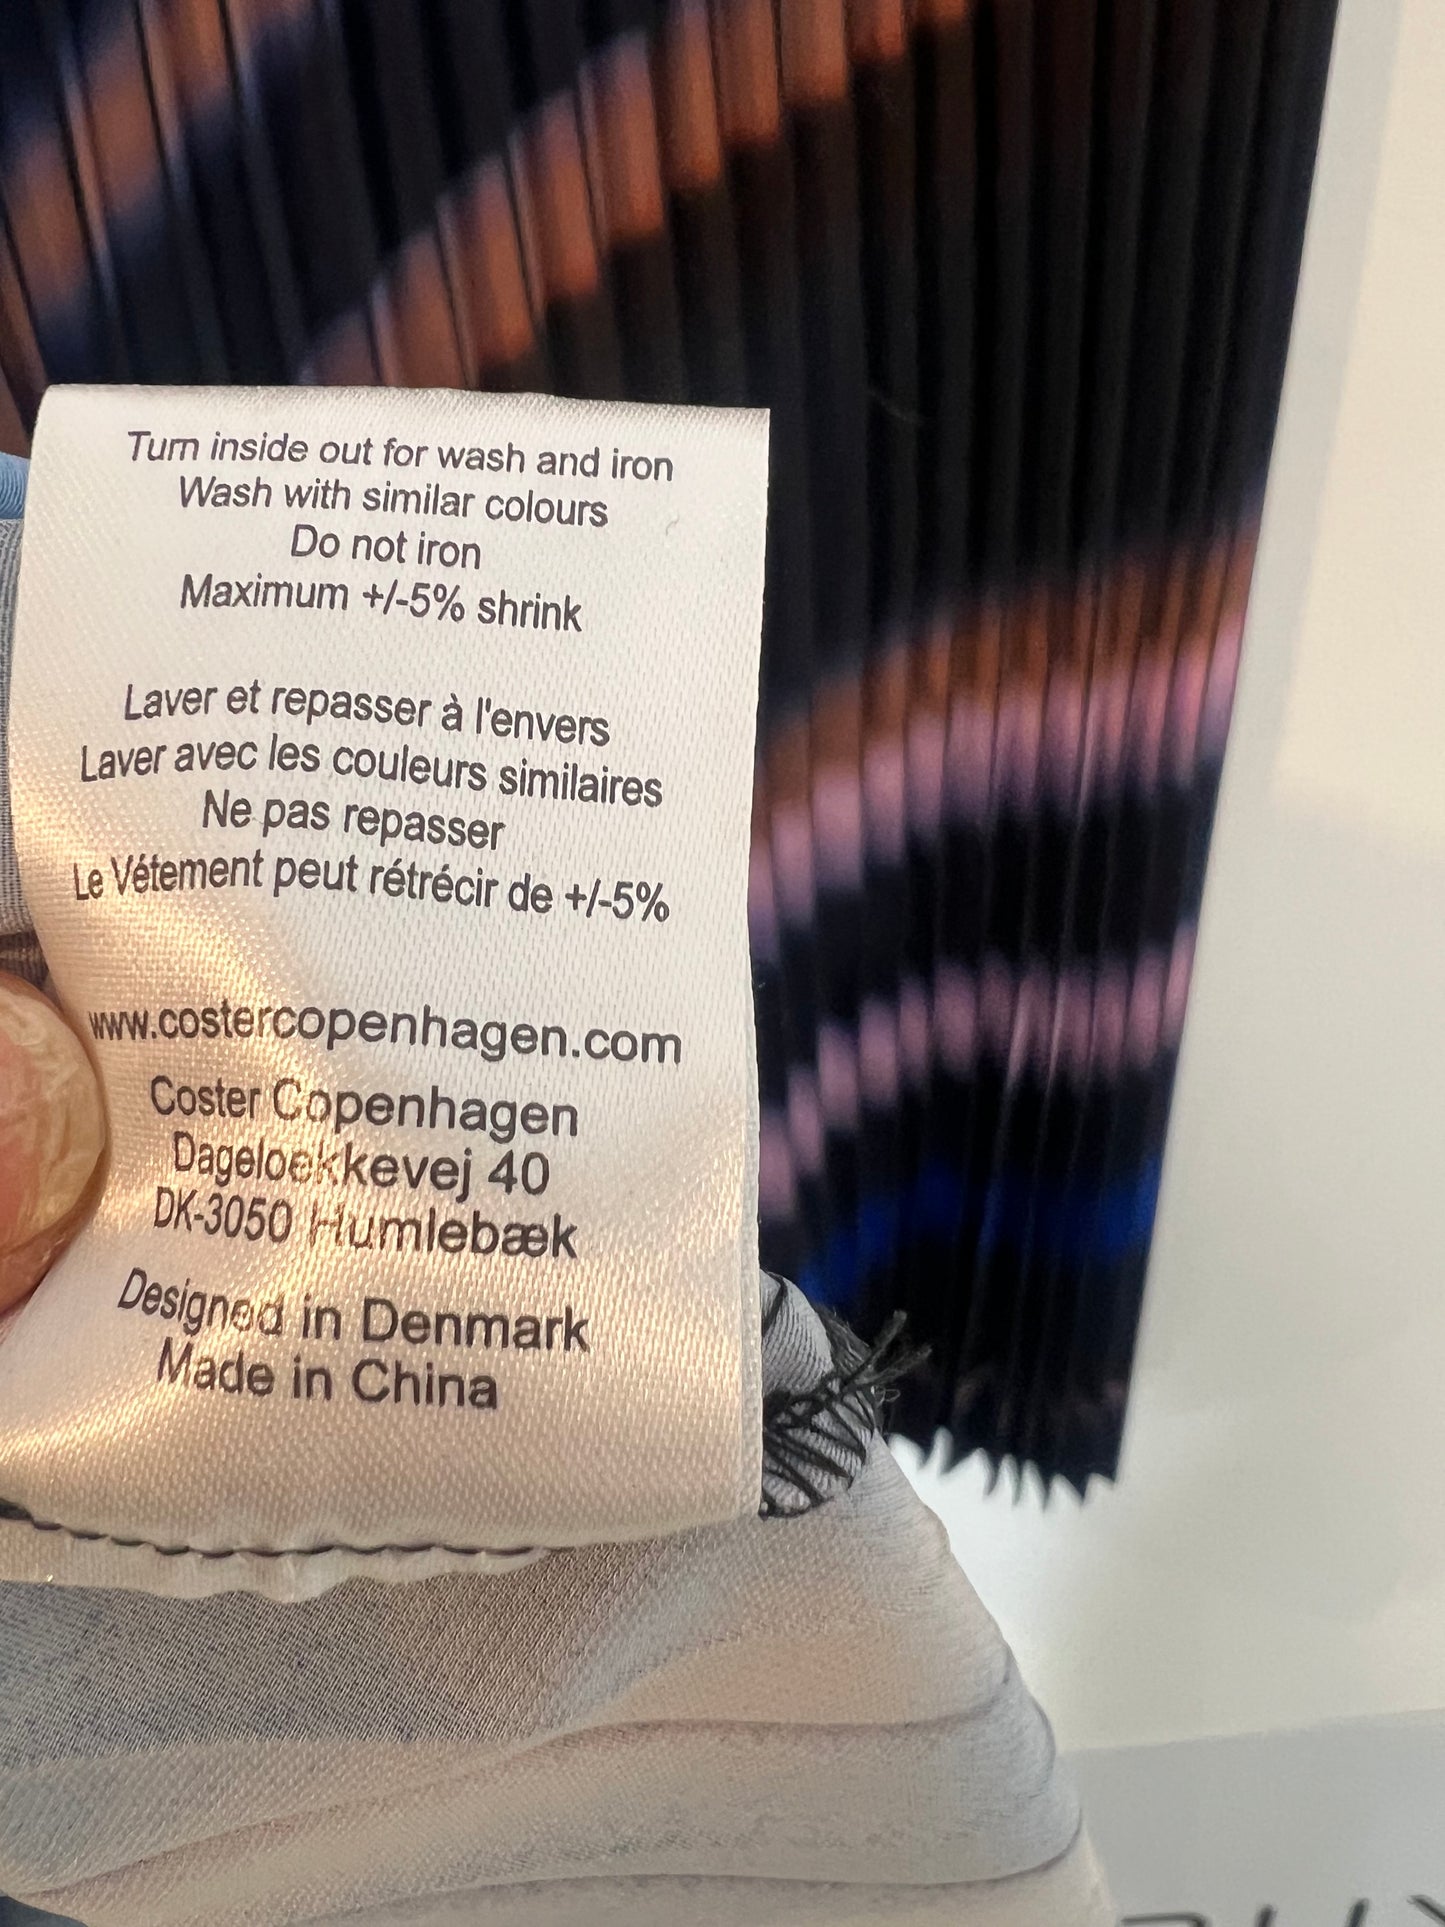 Turn inside out for wash and iron
Wash with similar colours
Do not iron
Maximum +/-5% shrink
Laver et repasser à l'envers
Laver avec les couleurs similaires
Ne pas repasser
Le Vétement peut rétrécir de +/-5%
www.costercopenhagen.com
Coster Copenhagen
Dageloekkevej 40
DK-3050 Humlebæk
Designed in Denmark
Made in China